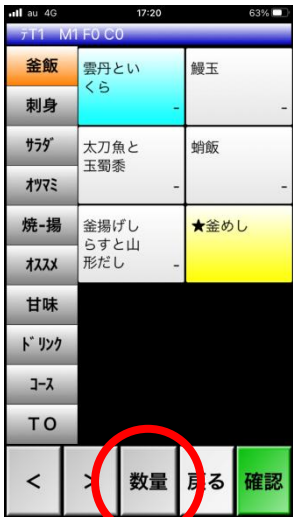 au 4G 17:20 63%
ﾃT1 M1 F0 C0
釜飯
刺身
ｻﾗﾀﾞ
ｵﾂﾏﾐ
焼-揚
ｵｽｽﾒ
甘味
ﾄﾞﾘﾝｸ
ｺｰｽ
TO
雲丹とい
くら
-
鰻玉
-
太刀魚と
玉蜀黍
-
蛸飯
-
釜揚げし
らすと山
形だし
-
★釜めし
< > 数量 戻る 確認